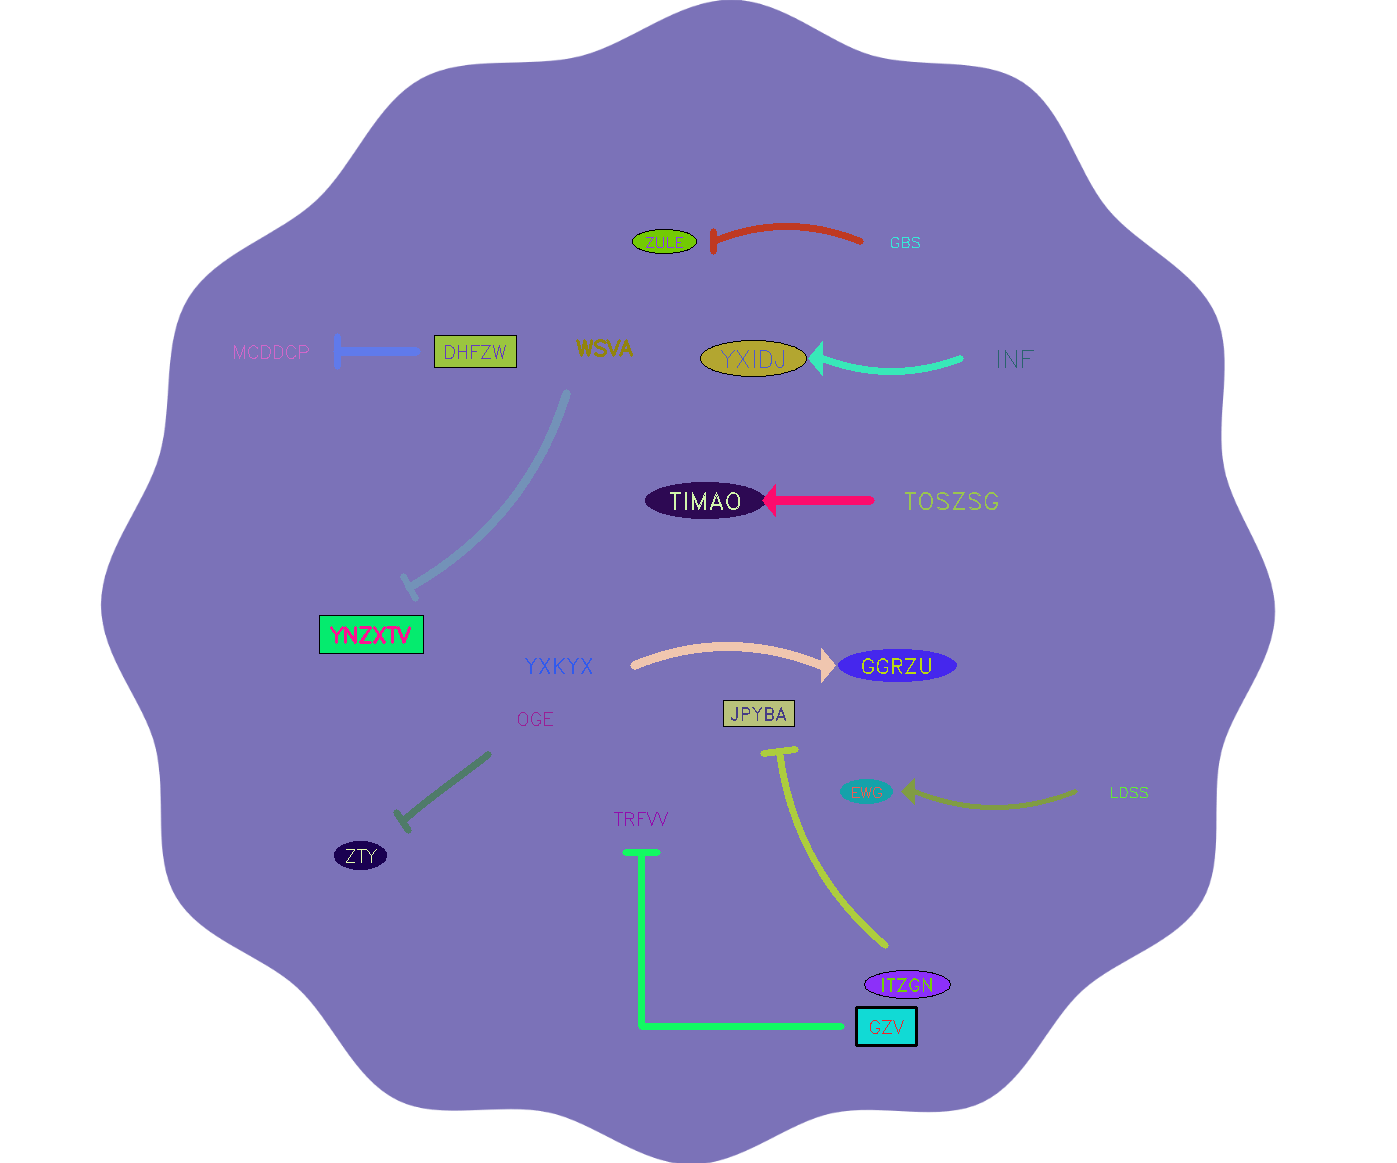 ZULE
GBS
MCDDCP
DHFZW
WSVA
YXIDJ
INF
TIMAO
TOSZSG
YNZXTV
YXKYX
GGRZU
OGE
JPYBA
EWC
LDSS
TRFVV
ZTY
ITZGN
GZV